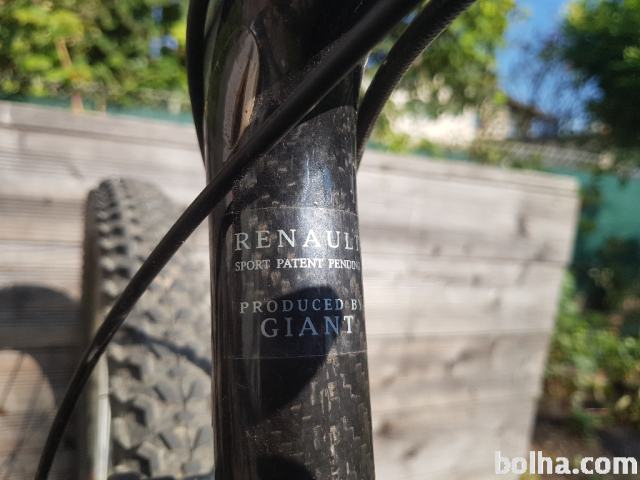 RENAULT
SPORT PATENT PENDING
PRODUCED BY
GIANT
bolha.com®